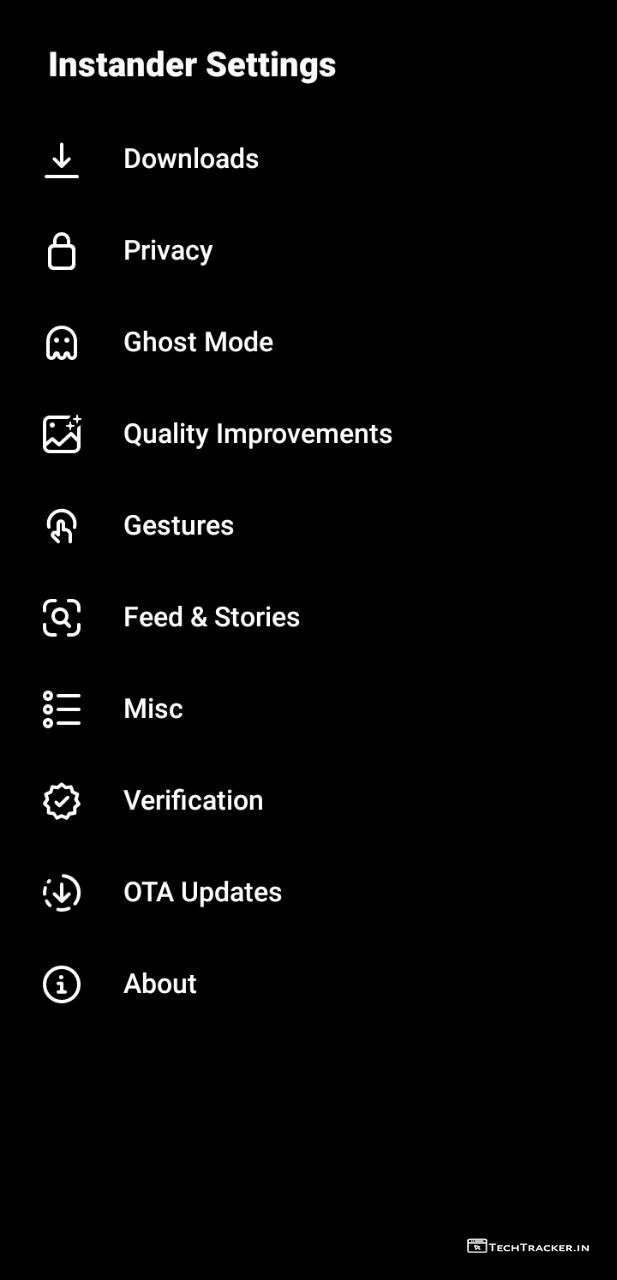 Instander Settings
Downloads
Privacy
Ghost Mode
Quality Improvements
Gestures
Feed & Stories
Misc
Verification
OTA Updates
About
TECHTRACKER.IN